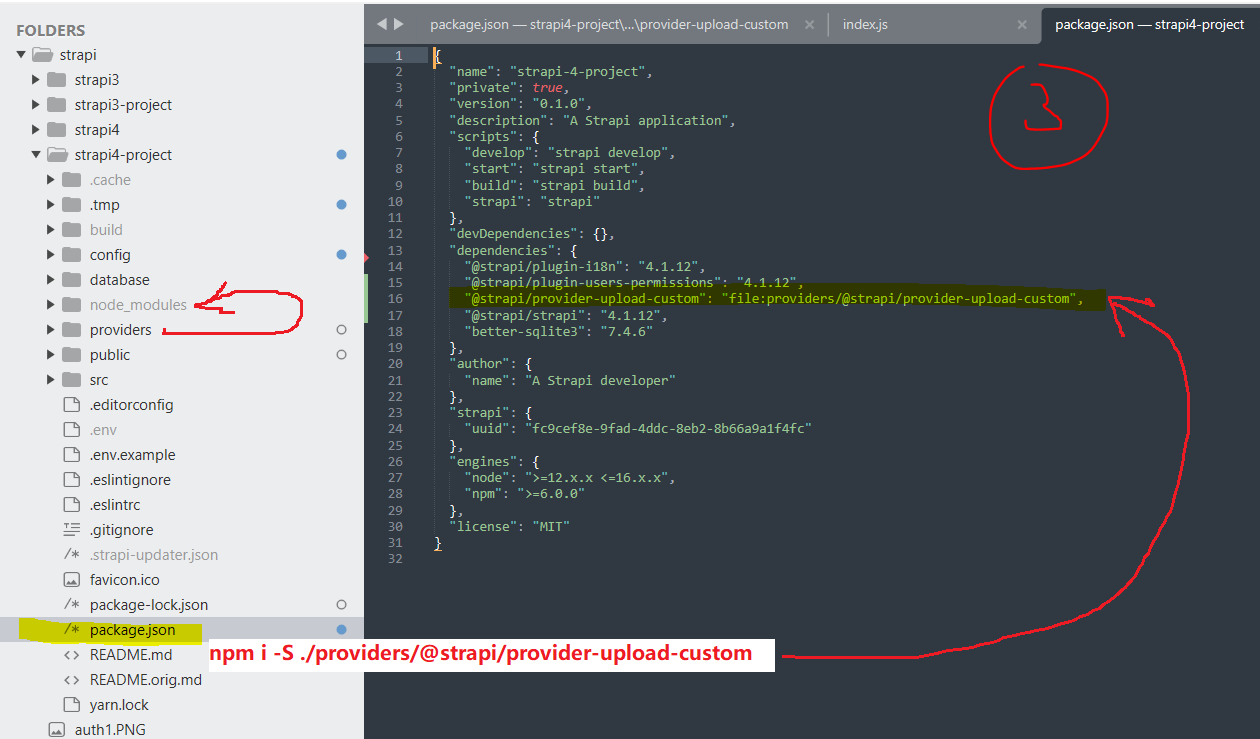 FOLDERS
strapi
strapi3
strapi3-project
strapi4
strapi4-project
.cache
.tmp
build
config
database
node_modules
providers
public
src
.editorconfig
.env
.env.example
.eslintignore
.eslintrc
.gitignore
/* .strapi-updater.json
favicon.ico
/* package-lock.json
/* package.json
<> README.md
<> README.orig.md
yarn.lock
auth1.PNG
package.json — strapi4-project\...\provider-upload-custom ×
index.js ×
package.json — strapi4-project
1 {
2 "name": "strapi-4-project",
3 "private": true,
4 "version": "0.1.0",
5 "description": "A Strapi application",
6 "scripts": {
7 "develop": "strapi develop",
8 "start": "strapi start",
9 "build": "strapi build",
10 "strapi": "strapi"
11 },
12 "devDependencies": {},
13 "dependencies": {
14 "@strapi/plugin-i18n": "4.1.12",
15 "@strapi/plugin-users-permissions": "4.1.12",
16 "@strapi/provider-upload-custom": "file:providers/@strapi/provider-upload-custom",
17 "@strapi/strapi": "4.1.12",
18 "better-sqlite3": "7.4.6"
19 },
20 "author": {
21 "name": "A Strapi developer"
22 },
23 "strapi": {
24 "uuid": "fc9cef8e-9fad-4ddc-8eb2-8b66a9a1f4fc"
25 },
26 "engines": {
27 "node": ">=12.x.x <=16.x.x",
28 "npm": ">=6.0.0"
29 },
30 "license": "MIT"
31 }
32
3
npm i -S ./providers/@strapi/provider-upload-custom